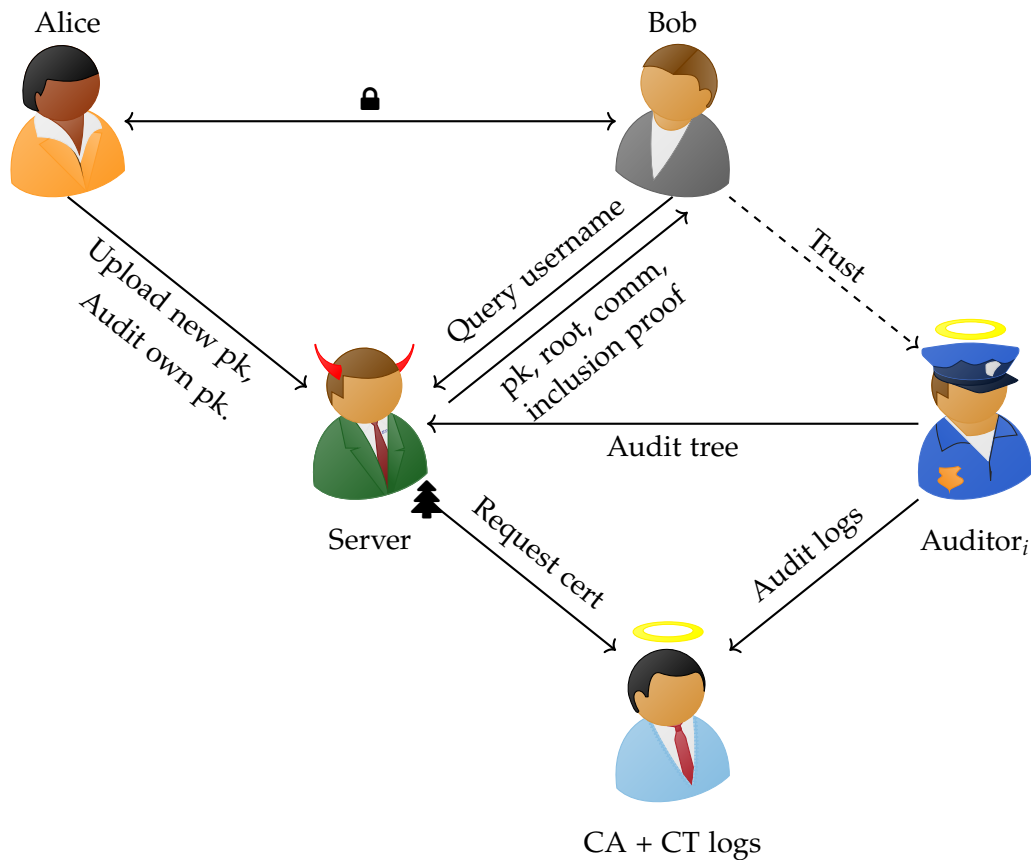 Alice
Bob
Upload new pk,
Audit own pk.
Query username
pk, root, comm,
inclusion proof
Trust
Audit tree
Server
Auditorᵢ
Request cert
Audit logs
CA + CT logs